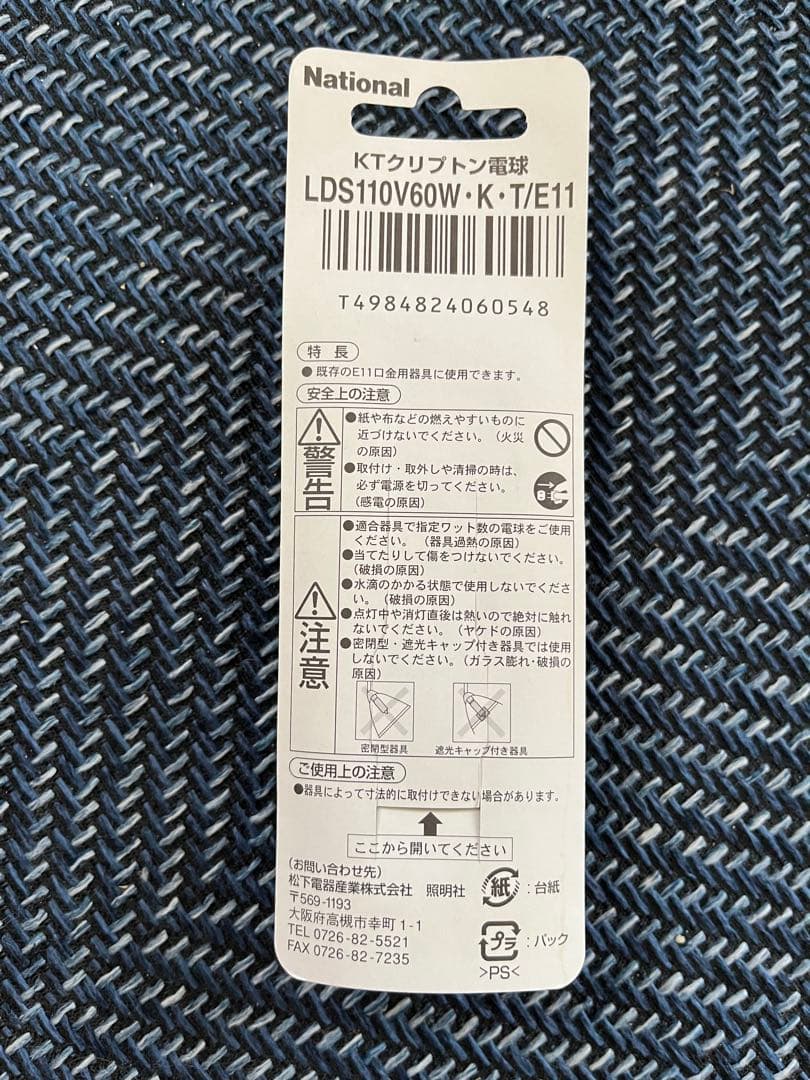 National
KTクリプトン電球
LDS110V60W・K・T/E11
T4984824060548
特長
●既存のE11口金用器具に使用できます。
安全上の注意
警告
●紙や布などの燃えやすいものに
近づけないでください。（火災
の原因）
●取付け・取外しや清掃の時は、
必ず電源を切ってください。
（感電の原因）
注意
●適合器具で指定ワット数の電球をご使用
ください。（器具過熱の原因）
●当てたりして傷をつけないでください。
（破損の原因）
●水滴のかかる状態で使用しないでくださ
い。（破損の原因）
●点灯中や消灯直後は熱いので絶対に触れ
ないでください。（ヤケドの原因）
●密閉型・遮光キャップ付き器具では使用
しないでください。（ガラス膨れ・破損の
原因）
密閉型器具
遮光キャップ付き器具
ご使用上の注意
●器具によって寸法的に取付けできない場合があります。
ここから開いてください
（お問い合わせ先）
松下電器産業株式会社 照明社
〒569-1193
大阪府高槻市幸町1-1
TEL 0726-82-5521
FAX 0726-82-7235
紙：台紙
プラ：パック
>PS<